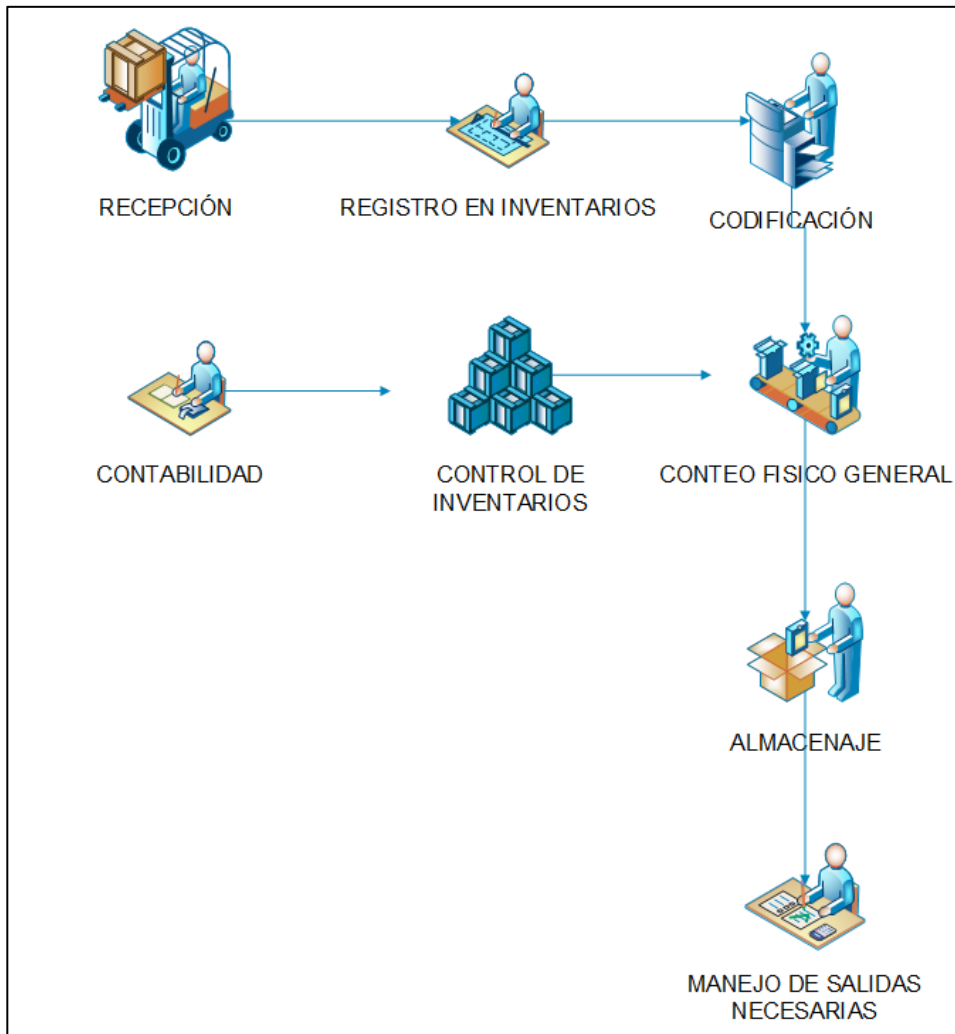 RECEPCIÓN
REGISTRO EN INVENTARIOS
CODIFICACIÓN
CONTABILIDAD
CONTROL DE
INVENTARIOS
CONTEO FISICO GENERAL
ALMACENAJE
MANEJO DE SALIDAS
NECESARIAS